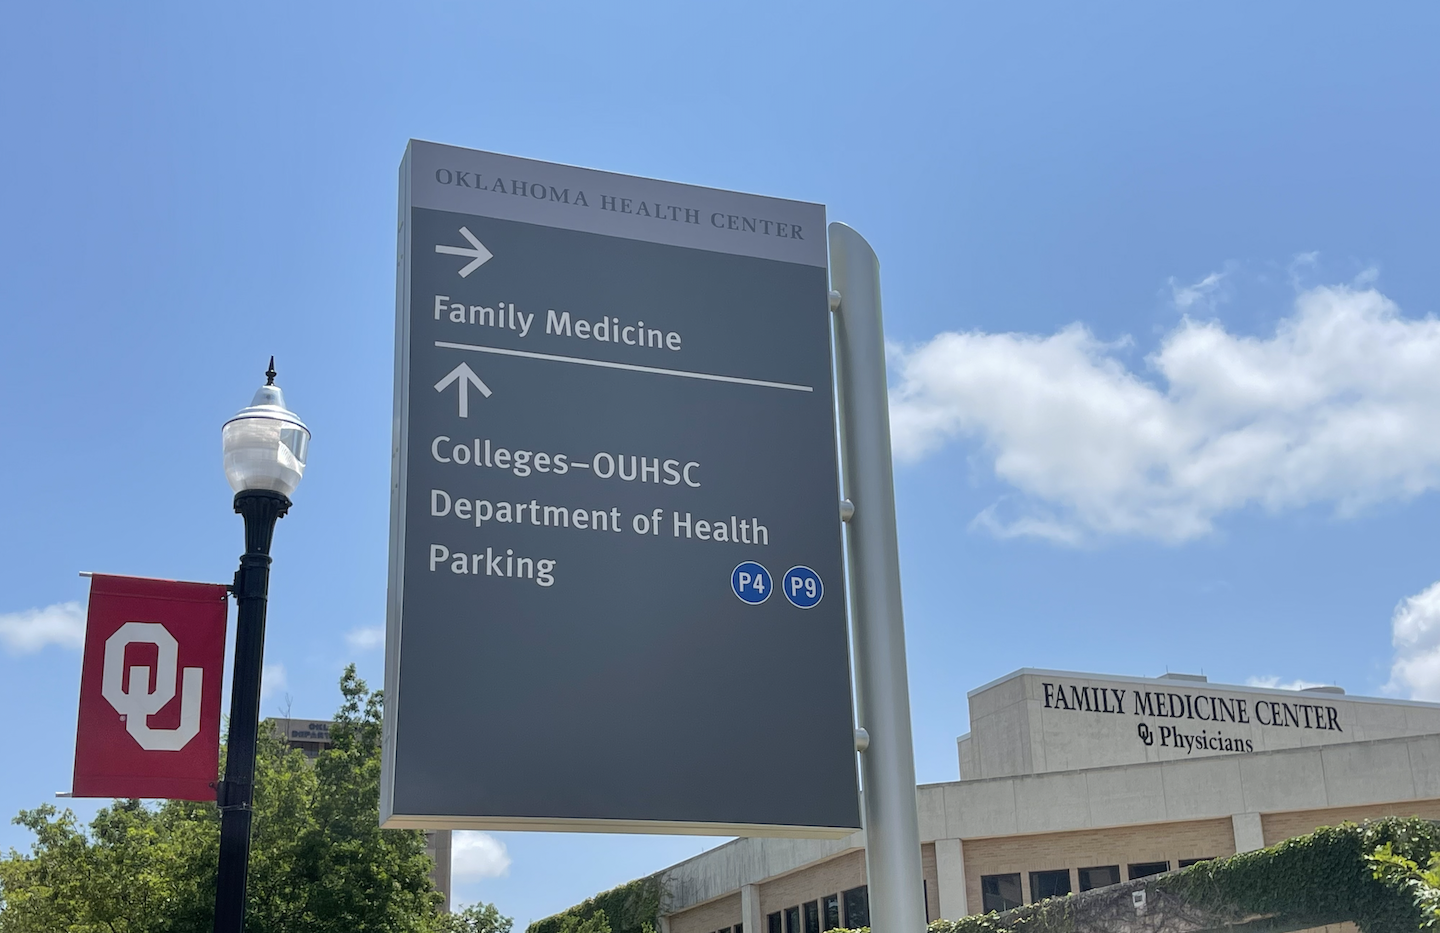 OKLAHOMA HEALTH CENTER
Family Medicine
Colleges–OUHSC
Department of Health
Parking P4 P9
OU
FAMILY MEDICINE CENTER
OU Physicians